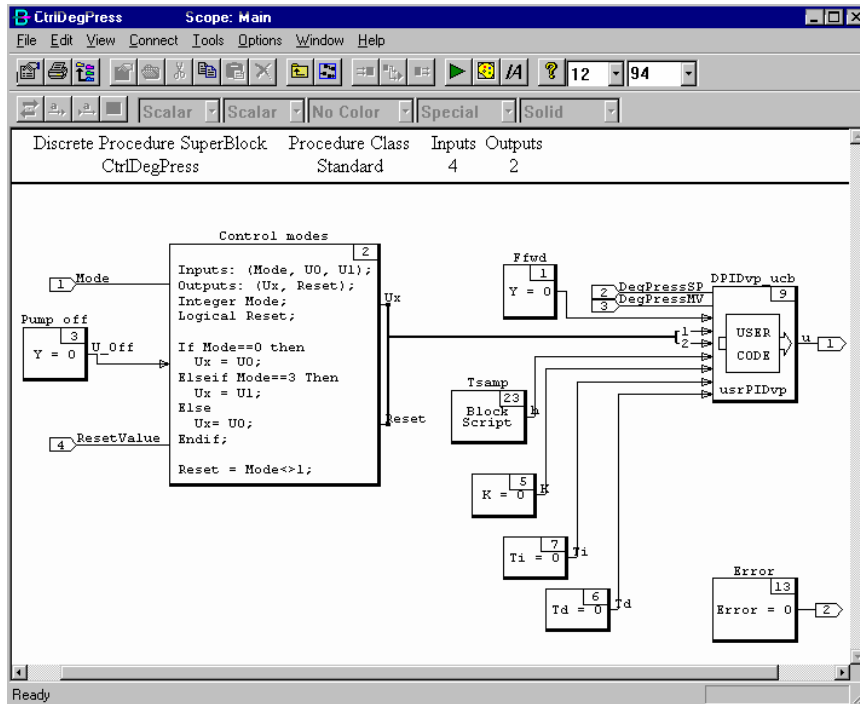 CtrlDegPress Scope: Main
File Edit View Connect Tools Options Window Help
12 94
Scalar Scalar No Color Special Solid
Discrete Procedure SuperBlock Procedure Class Inputs Outputs
CtrlDegPress Standard 4 2
Control modes
2
Inputs: (Mode, U0, U1);
Outputs: (Ux, Reset);
Integer Mode;
Logical Reset;
If Mode==0 then
Ux = U0;
Elseif Mode==3 Then
Ux = U1;
Else
Ux= U0;
Endif;
Reset = Mode<>1;
1 Mode
Pump off
3
Y = 0
U_Off
4 ResetValue
Ux
Reset
Ffwd
1
Y = 0
2 DegPressSP
3 DegPressMV
DPIDvp_ucb
9
1
2
USER
CODE
usrPIDvp
u 1
Tsamp
23
Block
Script
h
5
K = 0
K
7
Ti = 0
Ti
6
Td = 0
Td
Error
13
Error = 0
2
Ready